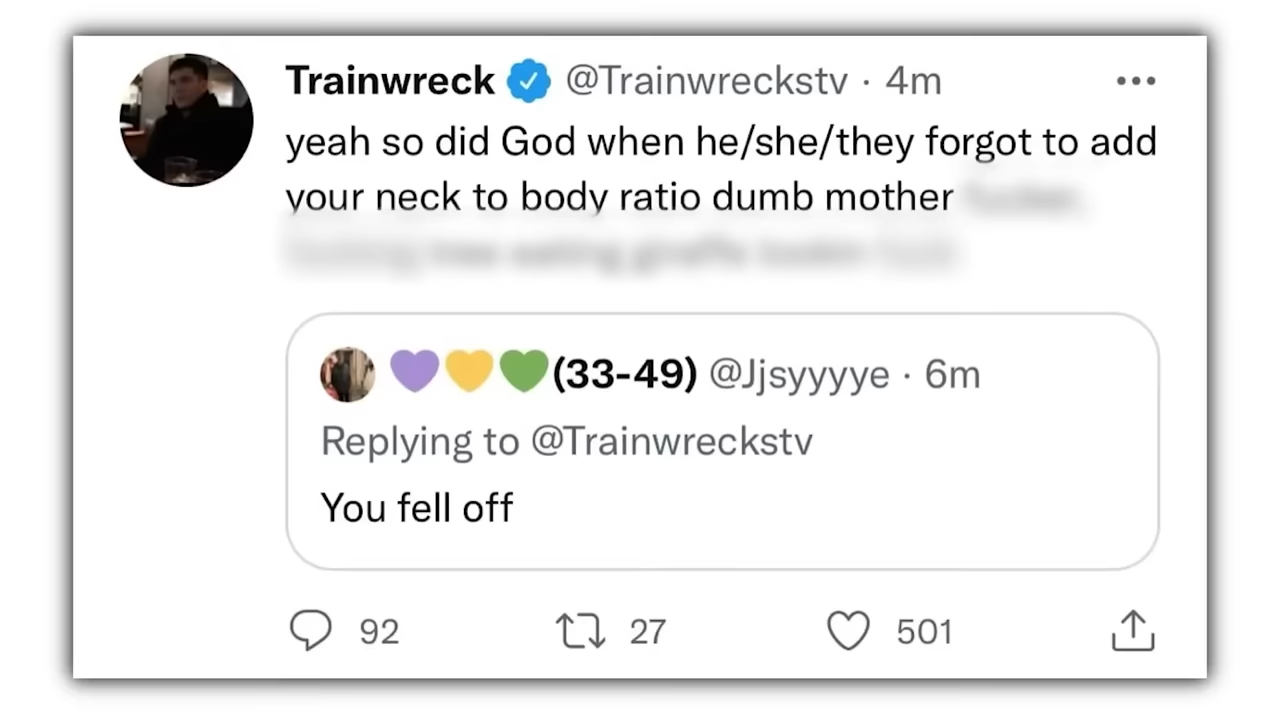 Trainwreck @Trainwreckstv · 4m
yeah so did God when he/she/they forgot to add
your neck to body ratio dumb mother
💜💛💚(33-49) @Jjsyyyye · 6m
Replying to @Trainwreckstv
You fell off
92 27 501